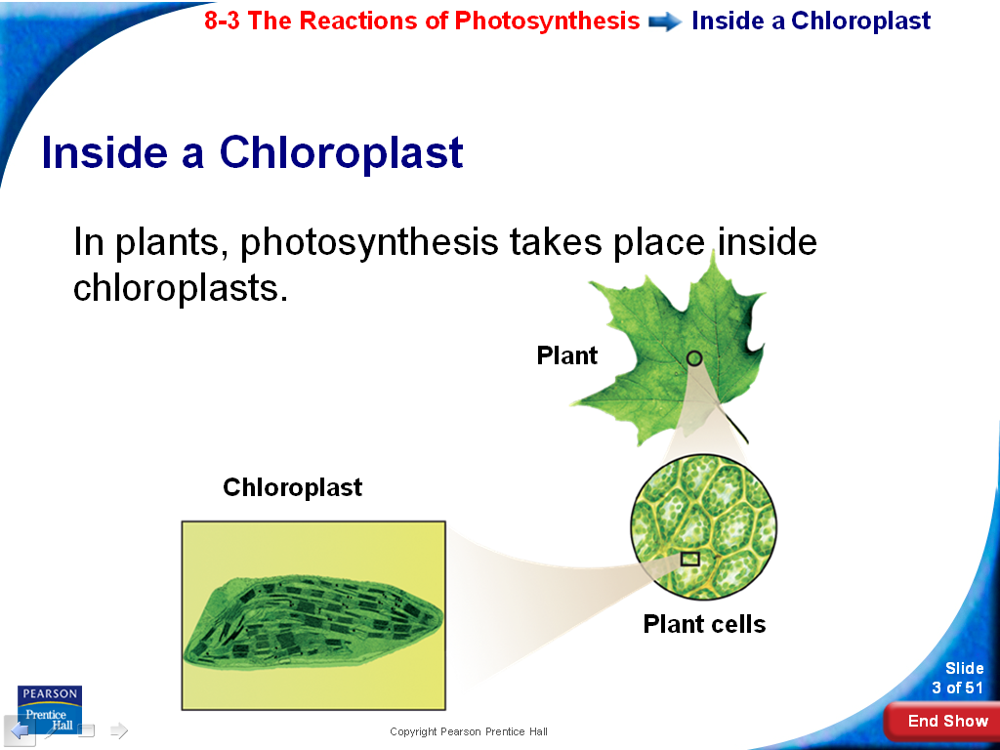 8-3 The Reactions of Photosynthesis Inside a Chloroplast
Inside a Chloroplast
In plants, photosynthesis takes place inside
chloroplasts.
Plant
Chloroplast
Plant cells
Slide
3 of 51
PEARSON
Prentice
Hall
End Show
Copyright Pearson Prentice Hall